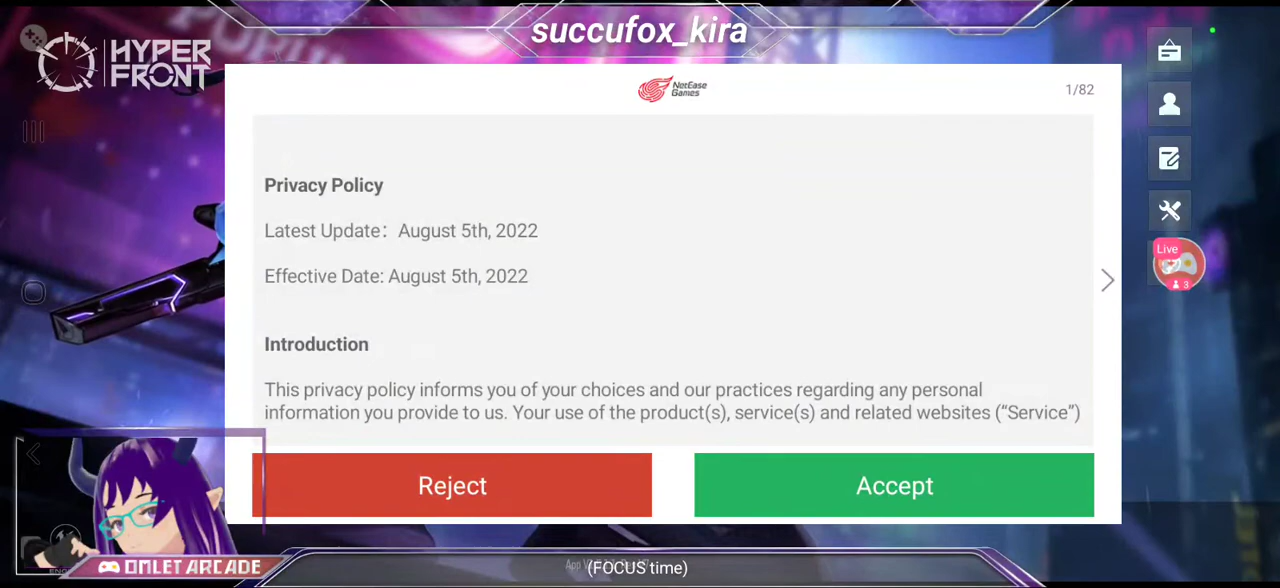 succufox_kira
HYPER
FRONT
NetEase
Games
1/82
Privacy Policy
Latest Update: August 5th, 2022
Effective Date: August 5th, 2022
Introduction
This privacy policy informs you of your choices and our practices regarding any personal
information you provide to us. Your use of the product(s), service(s) and related websites (“Service”)
Reject
Accept
Live
3
OMLET ARCADE
(FOCUS time)